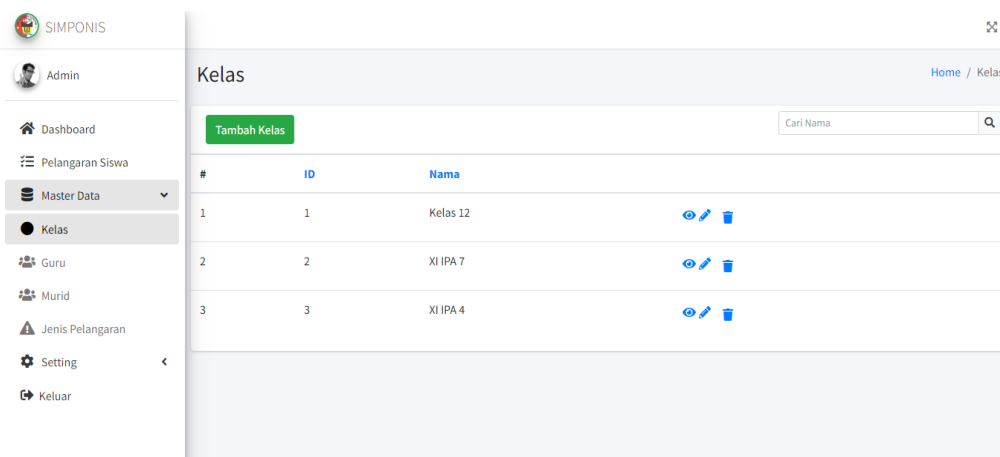 SIMPONIS
Admin
Dashboard
Pelangaran Siswa
Master Data
Kelas
Guru
Murid
Jenis Pelangaran
Setting
Keluar
Kelas
Home / Kelas
Tambah Kelas
Cari Nama
# ID Nama
1 1 Kelas 12
2 2 XI IPA 7
3 3 XI IPA 4